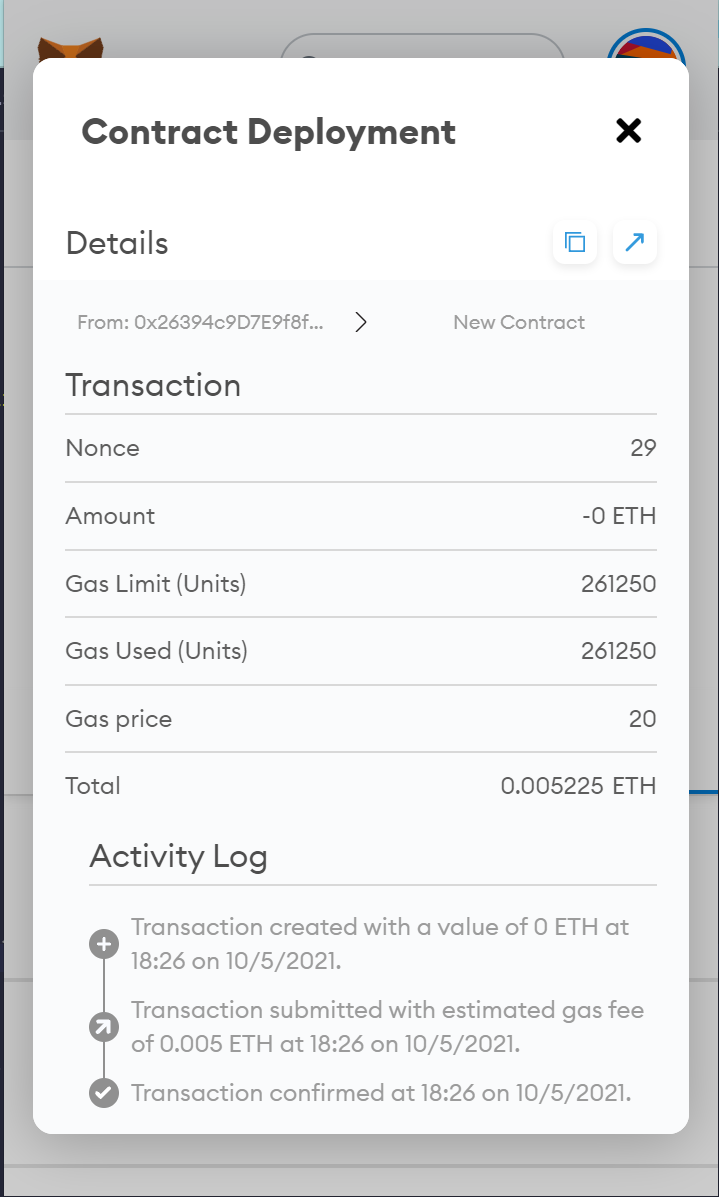 Contract Deployment
Details
From: 0x26394c9D7E9f8f...
New Contract
Transaction
Nonce 29
Amount -0 ETH
Gas Limit (Units) 261250
Gas Used (Units) 261250
Gas price 20
Total 0.005225 ETH
Activity Log
Transaction created with a value of 0 ETH at
18:26 on 10/5/2021.
Transaction submitted with estimated gas fee
of 0.005 ETH at 18:26 on 10/5/2021.
Transaction confirmed at 18:26 on 10/5/2021.